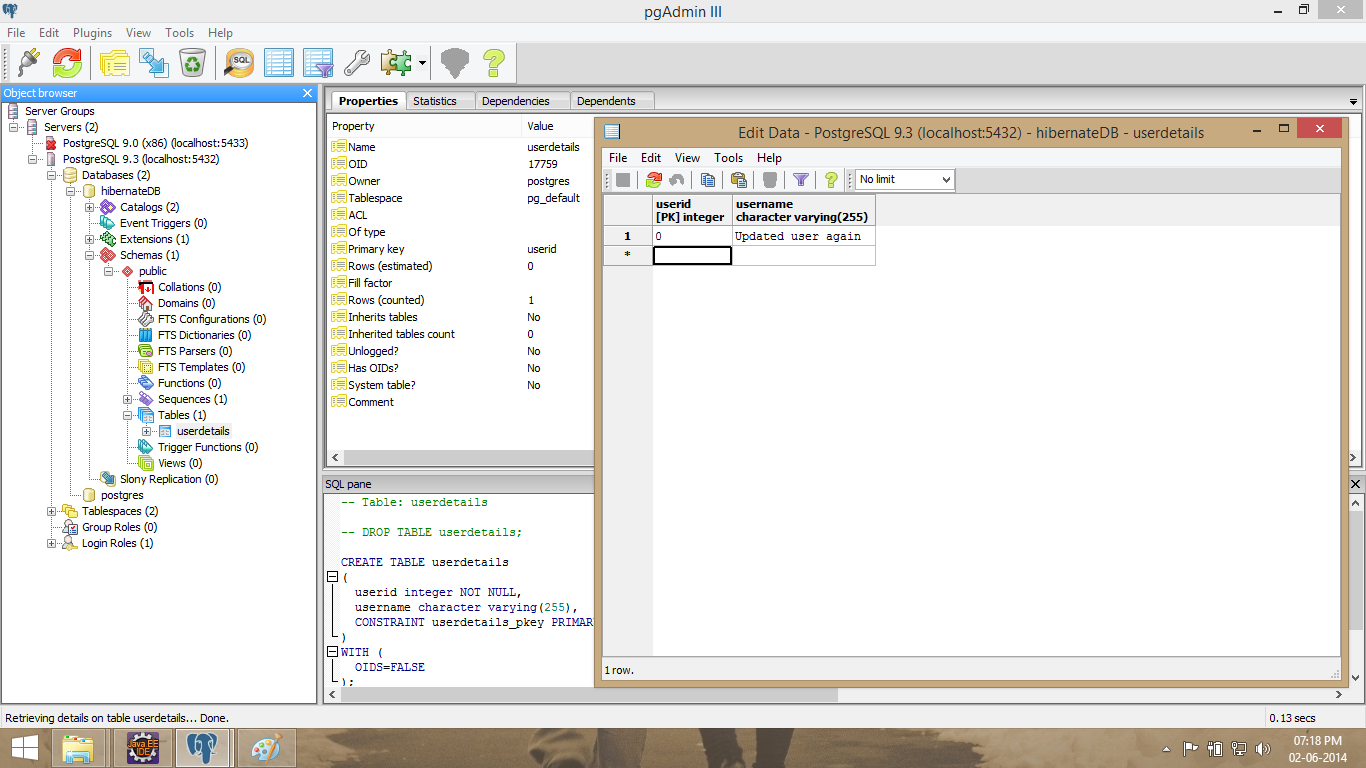 pgAdmin III
File Edit Plugins View Tools Help
SQL
Object browser
Server Groups
Servers (2)
PostgreSQL 9.0 (x86) (localhost:5433)
PostgreSQL 9.3 (localhost:5432)
Databases (2)
hibernateDB
Catalogs (2)
Event Triggers (0)
Extensions (1)
Schemas (1)
public
Collations (0)
Domains (0)
FTS Configurations (0)
FTS Dictionaries (0)
FTS Parsers (0)
FTS Templates (0)
Functions (0)
Sequences (1)
Tables (1)
userdetails
Trigger Functions (0)
Views (0)
Slony Replication (0)
postgres
Tablespaces (2)
Group Roles (0)
Login Roles (1)
Properties Statistics Dependencies Dependents
Property Value
Name userdetails
OID 17759
Owner postgres
Tablespace pg_default
ACL
Of type
Primary key userid
Rows (estimated) 0
Fill factor
Rows (counted) 1
Inherits tables No
Inherited tables count 0
Unlogged? No
Has OIDs? No
System table? No
Comment
SQL pane
-- Table: userdetails
-- DROP TABLE userdetails;
CREATE TABLE userdetails
(
userid integer NOT NULL,
username character varying(255),
CONSTRAINT userdetails_pkey PRIMAR
)
WITH (
OIDS=FALSE
);
Edit Data - PostgreSQL 9.3 (localhost:5432) - hibernateDB - userdetails
File Edit View Tools Help
No limit
userid username
[PK] integer character varying(255)
1 0 Updated user again
*
1 row.
Retrieving details on table userdetails... Done. 0.13 secs
Java EE
IDE
07:18 PM
02-06-2014